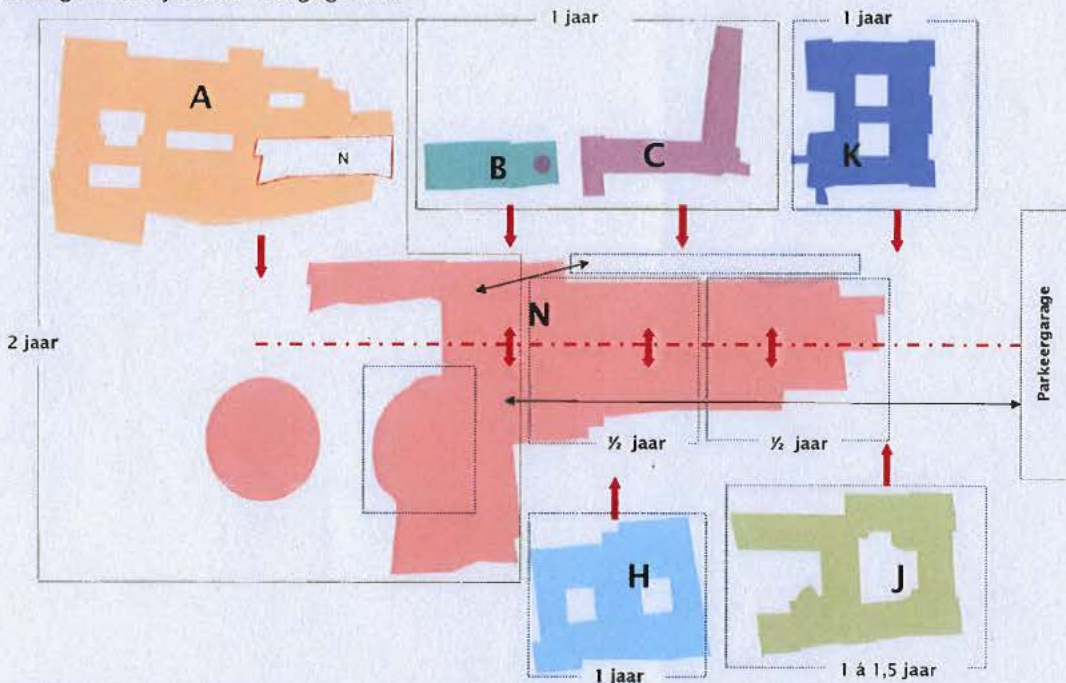 1 jaar
1 jaar
A
N
B
C
K
2 jaar
N
Parkeergarage
½ jaar
½ jaar
H
J
1 jaar
1 á 1,5 jaar